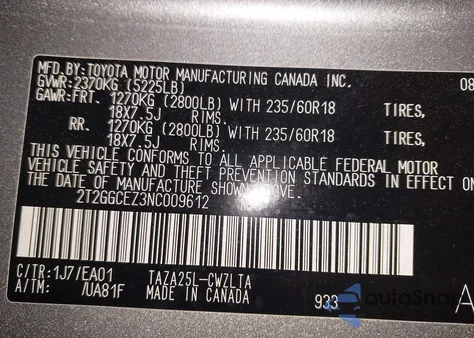 MFD.BY:TOYOTA MOTOR MANUFACTURING CANADA INC. 08
GVWR:2370KG (5225LB)
GAWR:FRT. 1270KG (2800LB) WITH 235/60R18 TIRES,
18X7.5J RIMS.
RR. 1270KG (2800LB) WITH 235/60R18 TIRES,
18X7.5J RIMS.
THIS VEHICLE CONFORMS TO ALL APPLICABLE FEDERAL MOTOR
VEHICLE SAFETY AND BUMPER STANDARDS IN EFFECT ON
THE DATE OF MANUFACTURE SHOWN ABOVE.
2T2GGCEZ3NC009612
C/TR:1J7/EA01 TAZA25L-CWZLTA
A/TM: /UA81F MADE IN CANADA 933 A
autoSnap